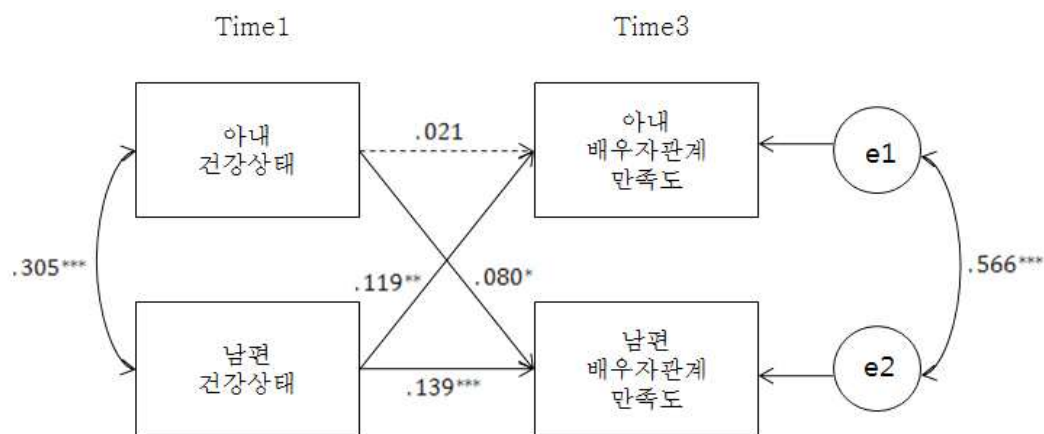 Time1
Time3
아내
건강상태
.021
아내
배우자관계
만족도
e1
.305***
.119**
.080*
.566***
남편
건강상태
.139***
남편
배우자관계
만족도
e2